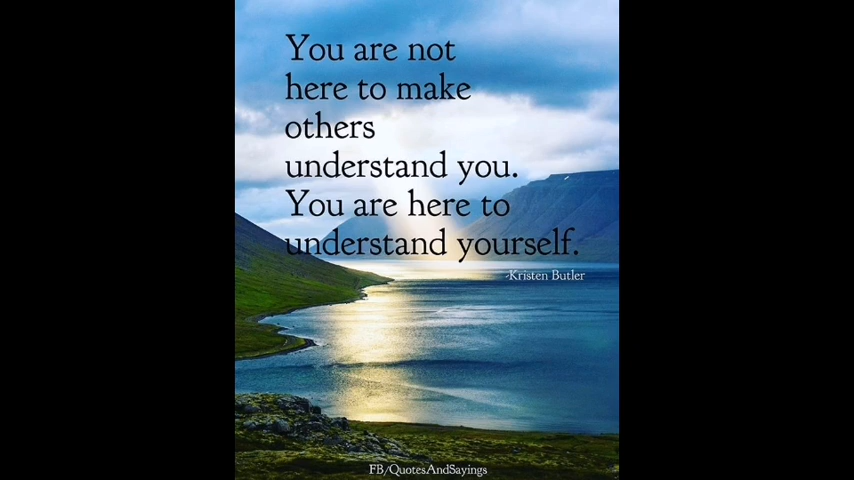 You are not
here to make
others
understand you.
You are here to
understand yourself.
-Kristen Butler
FB/QuotesAndSayings